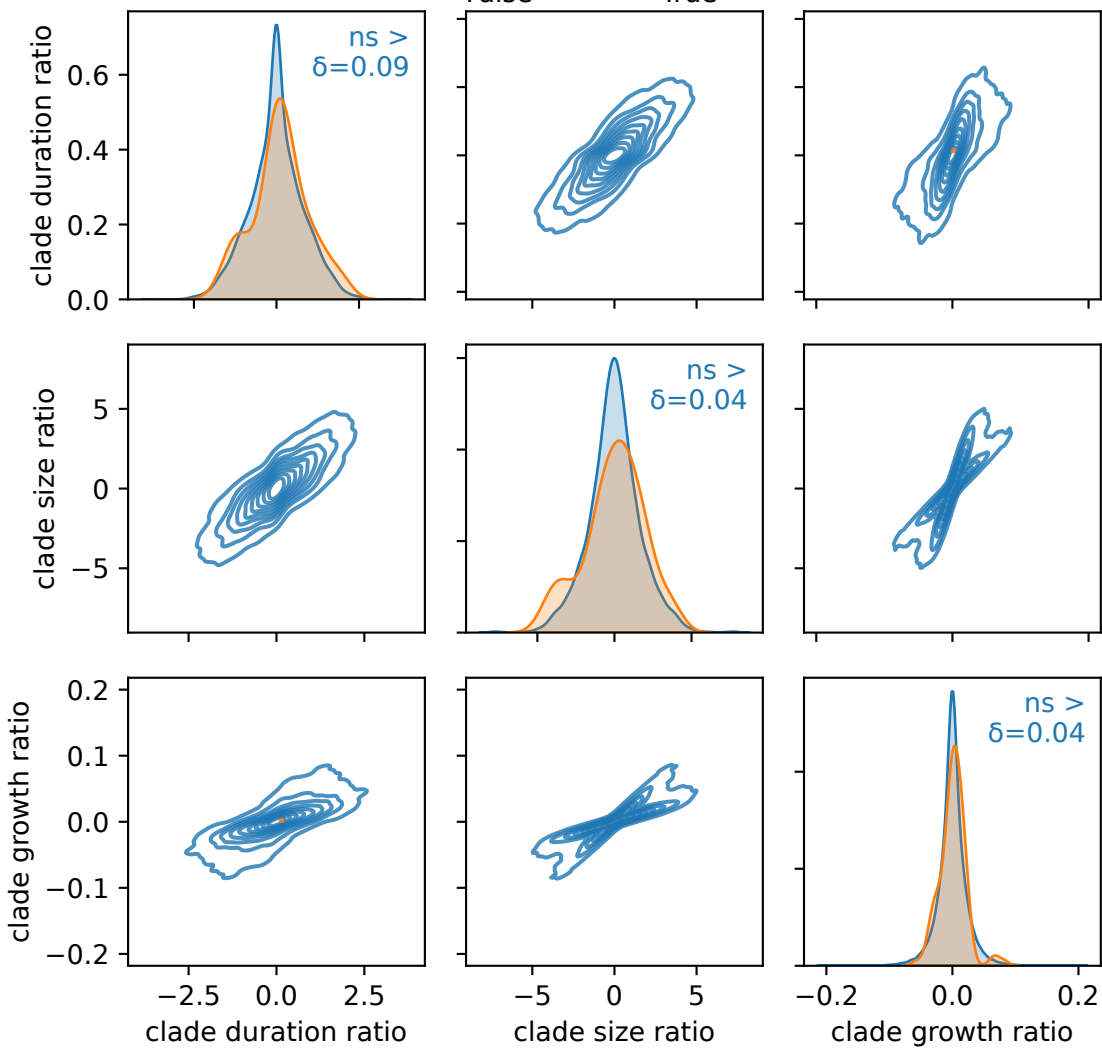 True
ns >
δ=0.09
clade duration ratio
0.6
0.4
0.2
0.0
ns >
δ=0.04
clade size ratio
5
0
−5
ns >
δ=0.04
clade growth ratio
0.2
0.1
0.0
−0.1
−0.2
−2.5 0.0 2.5
−5 0 5
−0.2 0.0 0.2
clade duration ratio
clade size ratio
clade growth ratio